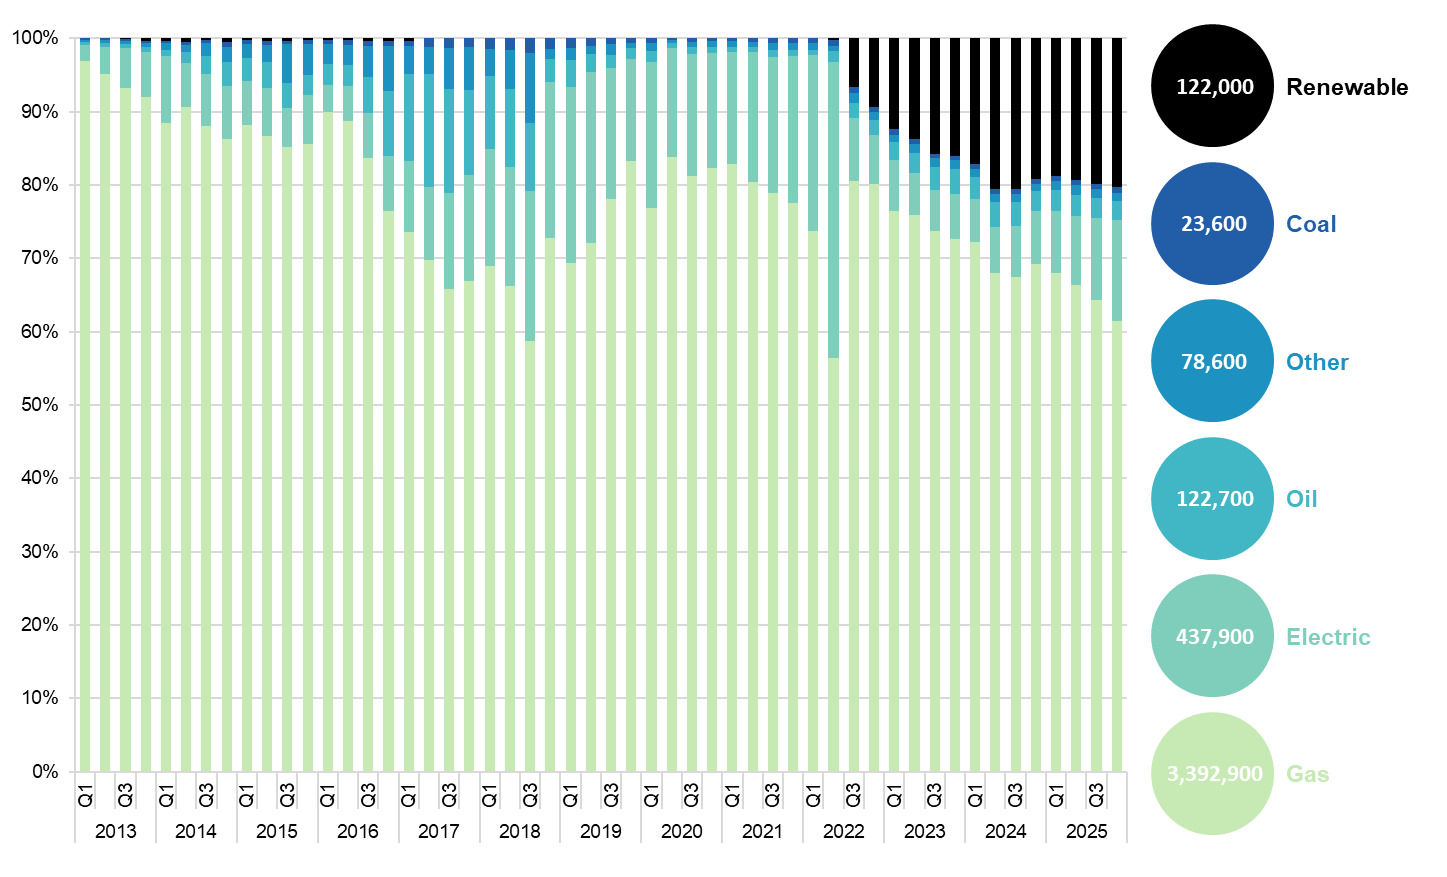 100%
90%
80%
70%
60%
50%
40%
30%
20%
10%
0%
Q1 Q3 Q1 Q3 Q1 Q3 Q1 Q3 Q1 Q3 Q1 Q3 Q1 Q3 Q1 Q3 Q1 Q3 Q1 Q3 Q1 Q3 Q1 Q3 Q1 Q3
2013 2014 2015 2016 2017 2018 2019 2020 2021 2022 2023 2024 2025
122,000 Renewable
23,600 Coal
78,600 Other
122,700 Oil
437,900 Electric
3,392,900 Gas